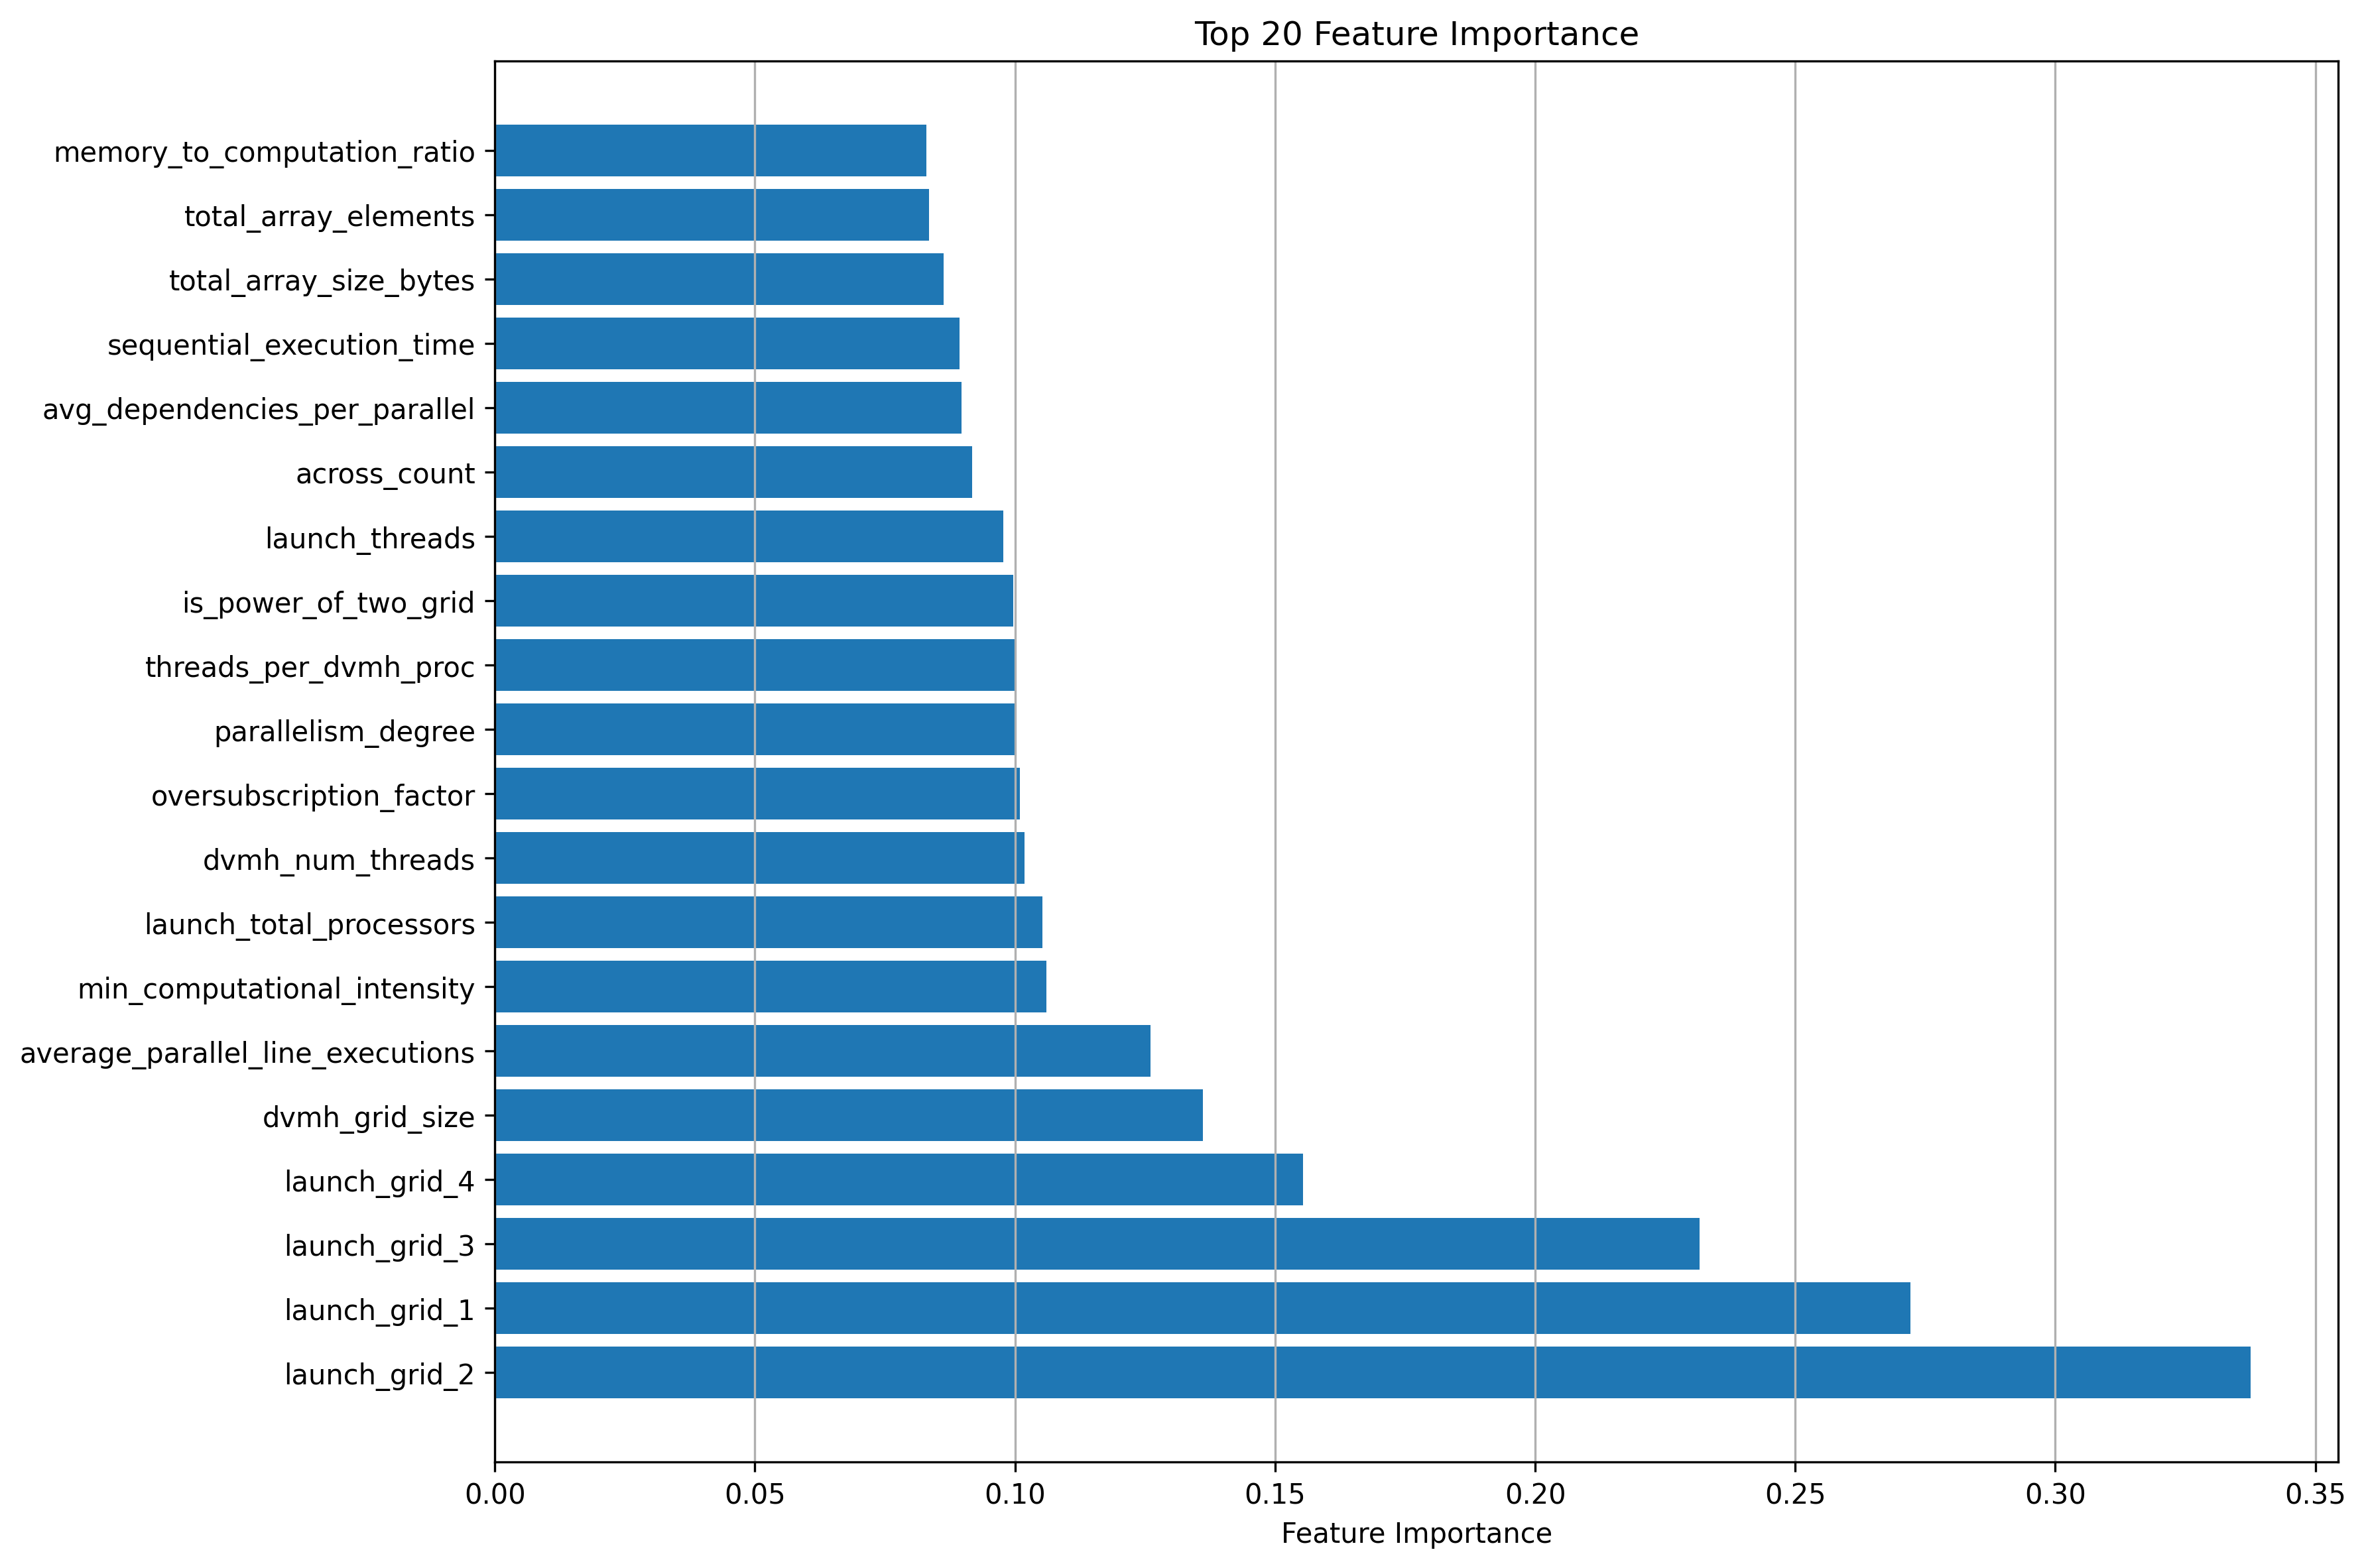 Top 20 Feature Importance
memory_to_computation_ratio
total_array_elements
total_array_size_bytes
sequential_execution_time
avg_dependencies_per_parallel
across_count
launch_threads
is_power_of_two_grid
threads_per_dvmh_proc
parallelism_degree
oversubscription_factor
dvmh_num_threads
launch_total_processors
min_computational_intensity
average_parallel_line_executions
dvmh_grid_size
launch_grid_4
launch_grid_3
launch_grid_1
launch_grid_2
0.00 0.05 0.10 0.15 0.20 0.25 0.30 0.35
Feature Importance